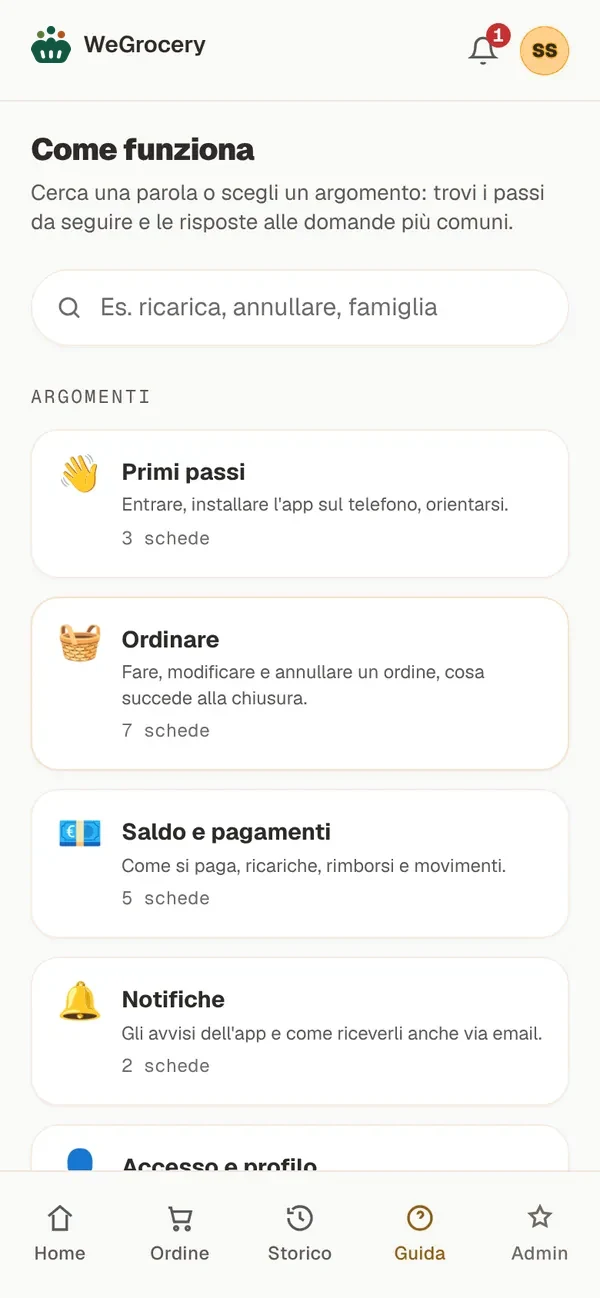 WeGrocery
1
SS
Come funziona
Cerca una parola o scegli un argomento: trovi i passi
da seguire e le risposte alle domande più comuni.
Es. ricarica, annullare, famiglia
ARGOMENTI
Primi passi
Entrare, installare l'app sul telefono, orientarsi.
3 schede
Ordinare
Fare, modificare e annullare un ordine, cosa
succede alla chiusura.
7 schede
Saldo e pagamenti
Come si paga, ricariche, rimborsi e movimenti.
5 schede
Notifiche
Gli avvisi dell'app e come riceverli anche via email.
2 schede
Accesso e profilo
Home
Ordine
Storico
Guida
Admin